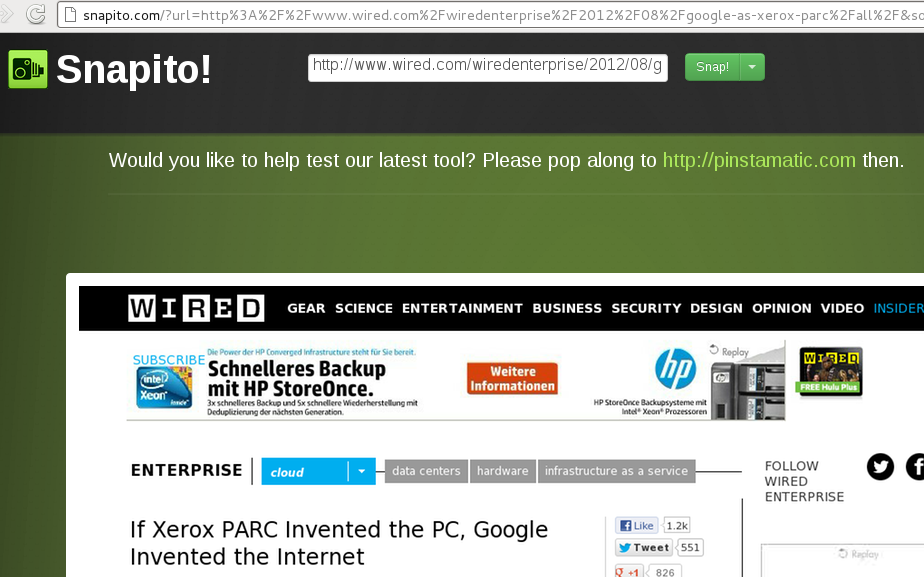 snapito.com/?url=http%3A%2F%2Fwww.wired.com%2Fwiredenterprise%2F2012%2F08%2Fgoogle-as-xerox-parc%2Fall%2F&sc
Snapito!
http://www.wired.com/wiredenterprise/2012/08/g
Snap!
Would you like to help test our latest tool? Please pop along to http://pinstamatic.com then.
WIRED
GEAR SCIENCE ENTERTAINMENT BUSINESS SECURITY DESIGN OPINION VIDEO INSIDER
SUBSCRIBE
Die Power der HP Converged Infrastructure steht für Sie bereit.
Schnelleres Backup
mit HP StoreOnce.
3x schnelleres Backup und 5x schnellere Wiederherstellung mit
Deduplizierung der nächsten Generation.
intel
Xeon
inside
Weitere
Informationen
hp
HP StoreOnce Backupsysteme mit
Intel® Xeon® Prozessoren
Replay
WIRED
FREE Hulu Plus
ENTERPRISE
cloud
data centers
hardware
infrastructure as a service
FOLLOW
WIRED
ENTERPRISE
If Xerox PARC Invented the PC, Google
Invented the Internet
Like 1.2k
Tweet 551
+1 826
Replay